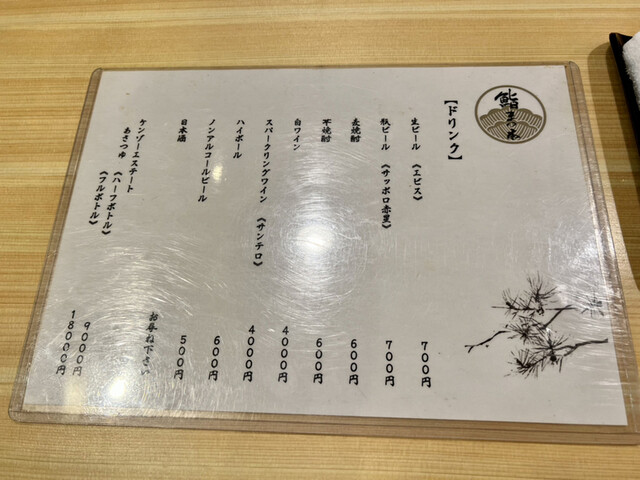 鮨
【ドリンク】
生ビール 《エビス》 700円
瓶ビール 《サッポロ赤星》 700円
麦焼酎 600円
芋焼酎 600円
白ワイン 4000円
スパークリングワイン 《サンテロ》 4000円
ハイボール 600円
ノンアルコールビール 500円
日本酒 お尋ね下さい
ケンゾーエステート
あさつゆ 《ハーフボトル》 9000円
《フルボトル》 18000円